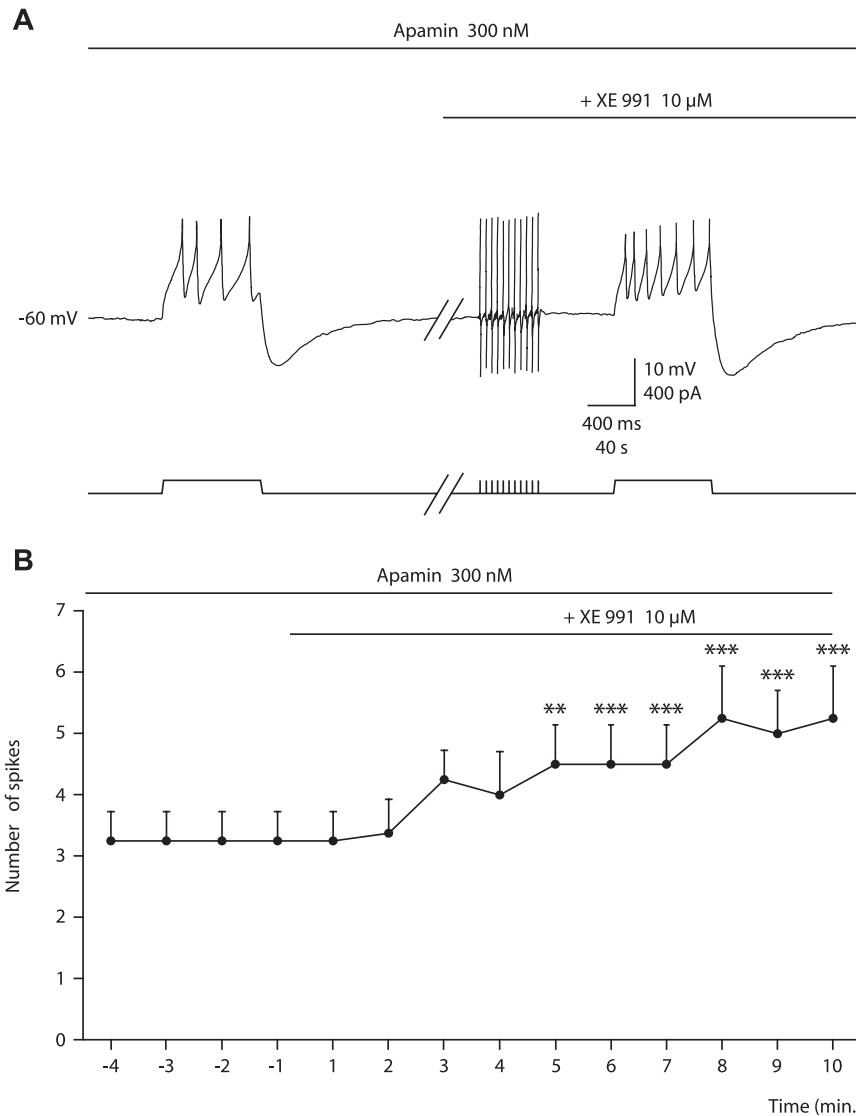 A
Apamin 300 nM
+ XE 991 10 µM
-60 mV
10 mV
400 pA
400 ms
40 s
B
Apamin 300 nM
+ XE 991 10 µM
7
6
5
4
3
2
1
0
Number of spikes
** *** *** *** *** ***
-4 -3 -2 -1 1 2 3 4 5 6 7 8 9 10
Time (min.